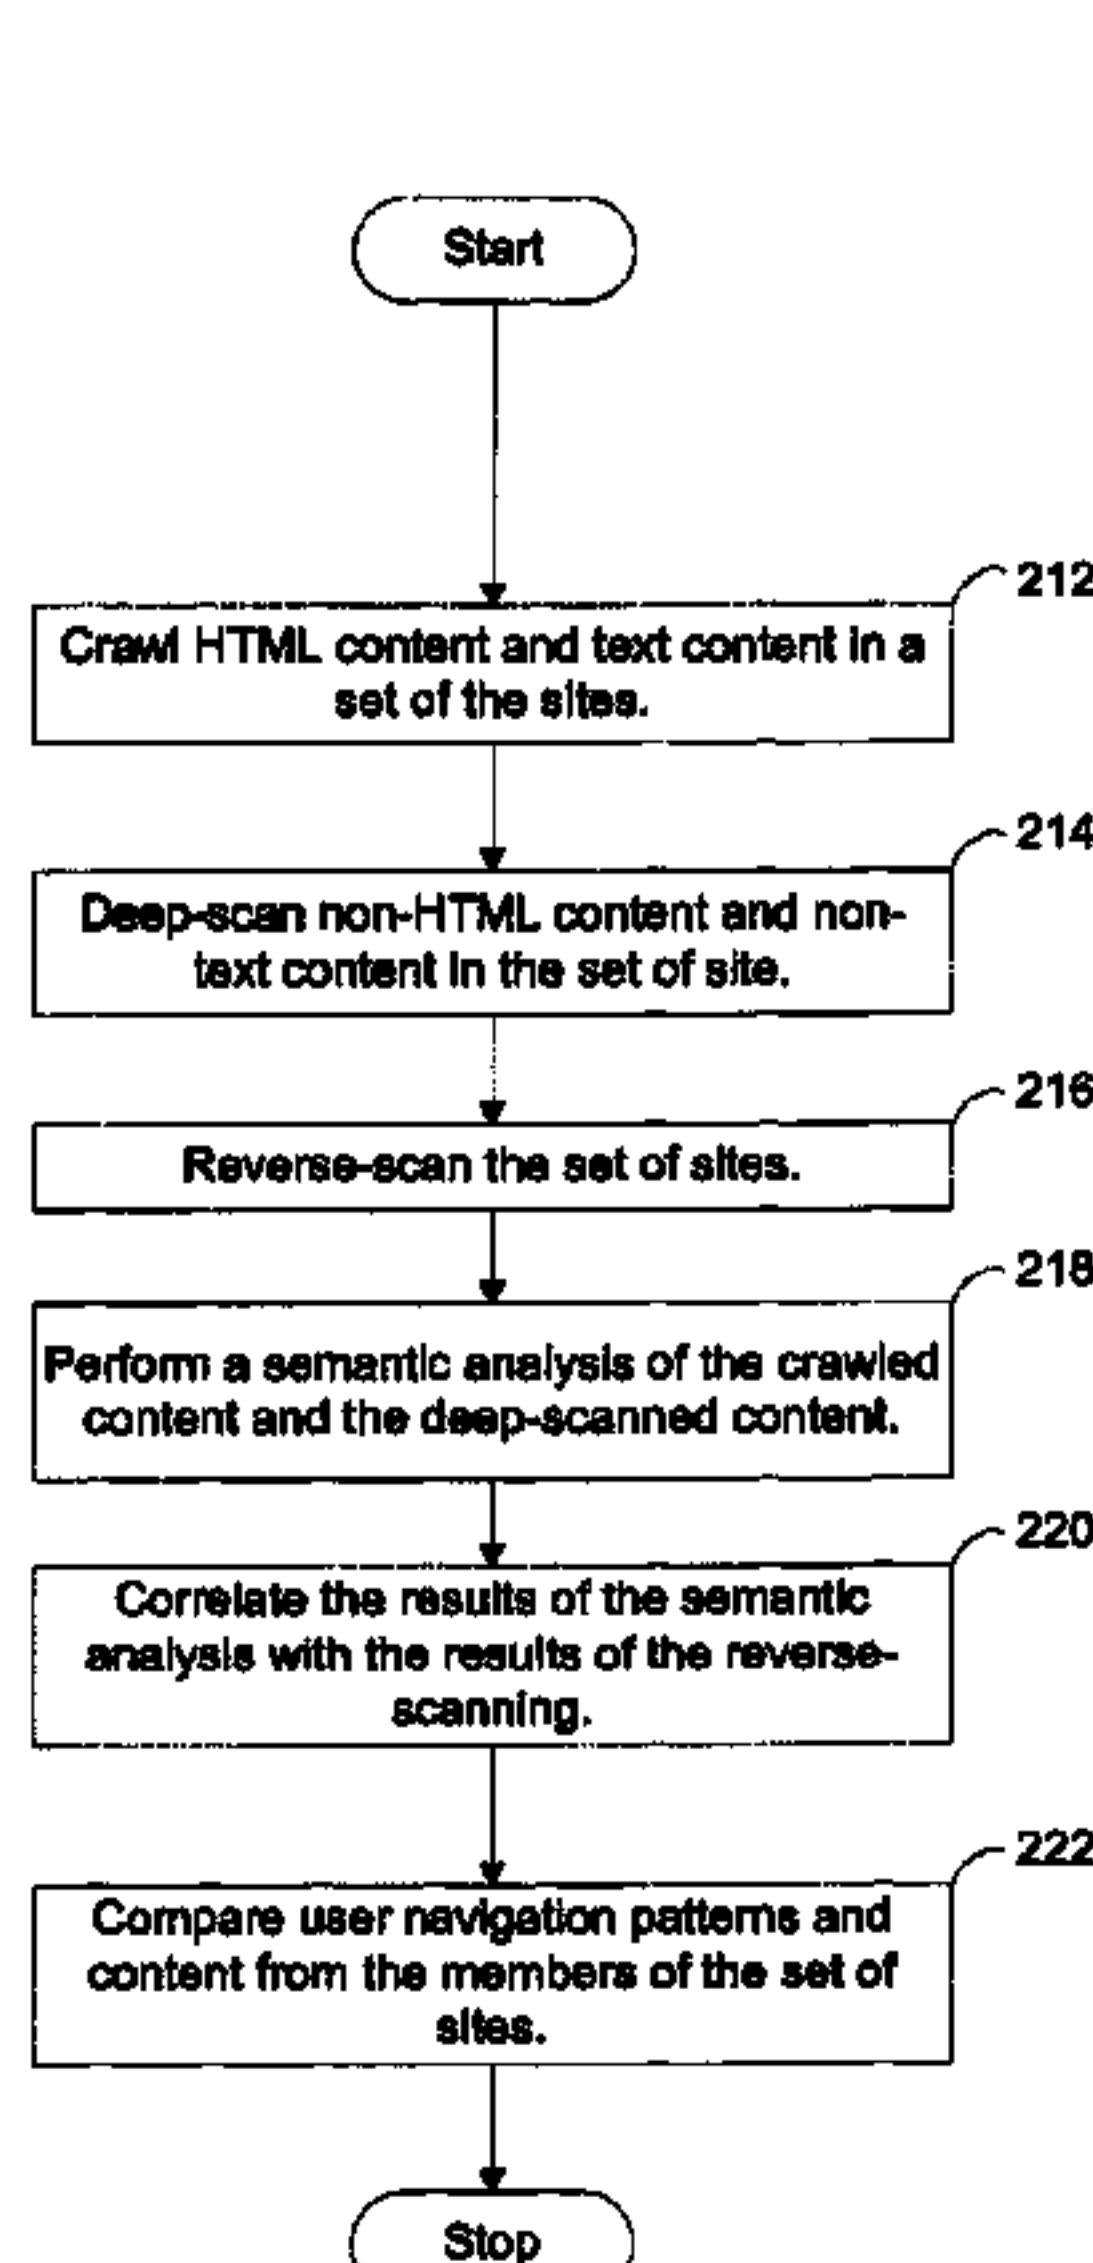 Start
212
Crawl HTML content and text content in a
set of the sites.
214
Deep-scan non-HTML content and non-
text content in the set of site.
216
Reverse-scan the set of sites.
218
Perform a semantic analysis of the crawled
content and the deep-scanned content.
220
Correlate the results of the semantic
analysis with the results of the reverse-
scanning.
222
Compare user navigation patterns and
content from the members of the set of
sites.
Stop